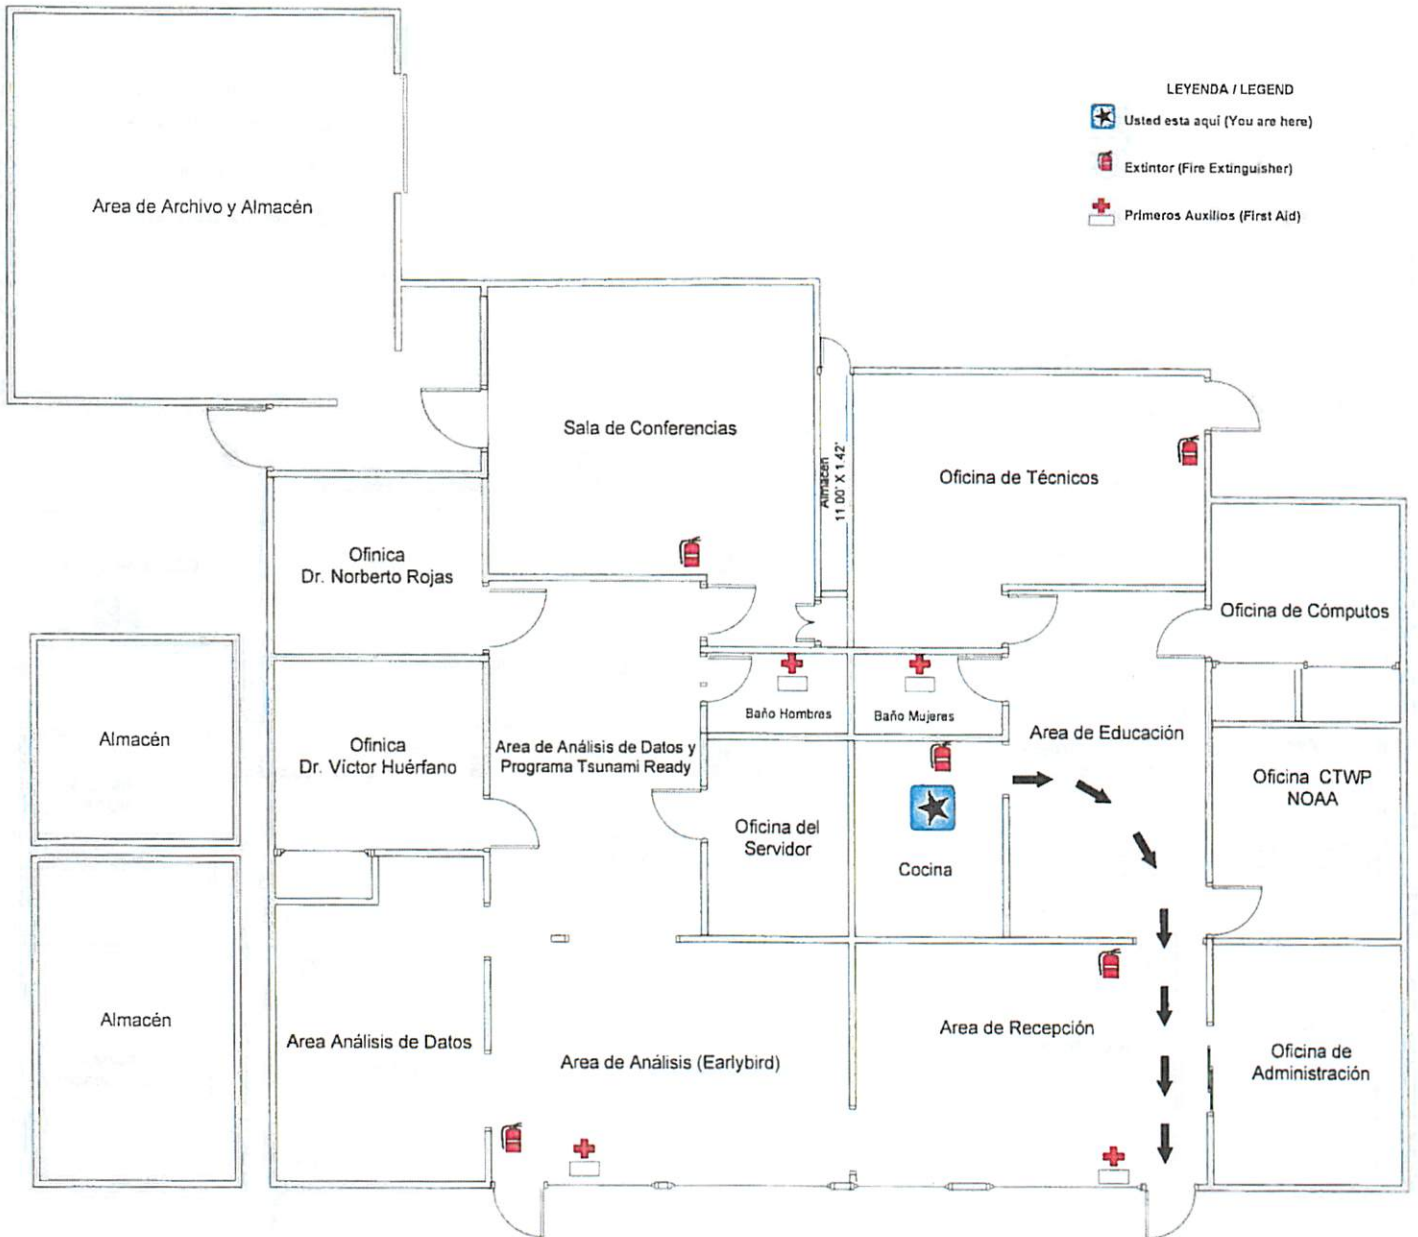 LEYENDA / LEGEND
Usted esta aquí (You are here)
Extintor (Fire Extinguisher)
Primeros Auxilios (First Aid)
Area de Archivo y Almacén
Sala de Conferencias
Almacén
11 00' X 1.42'
Oficina de Técnicos
Ofinica
Dr. Norberto Rojas
Oficina de Cómputos
Baño Hombres
Baño Mujeres
Almacén
Ofinica
Dr. Víctor Huérfano
Area de Análisis de Datos y
Programa Tsunami Ready
Area de Educación
Oficina CTWP
NOAA
Oficina del
Servidor
Cocina
Almacén
Area Análisis de Datos
Area de Análisis (Earlybird)
Area de Recepción
Oficina de
Administración